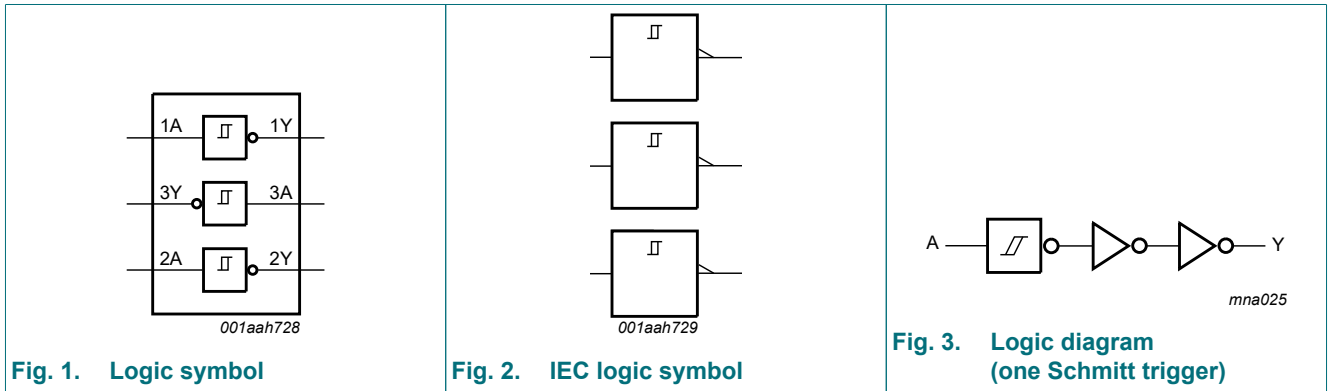 1A 1Y
3Y 3A
2A 2Y
001aah728
Fig. 1. Logic symbol
001aah729
Fig. 2. IEC logic symbol
A Y
mna025
Fig. 3. Logic diagram
(one Schmitt trigger)